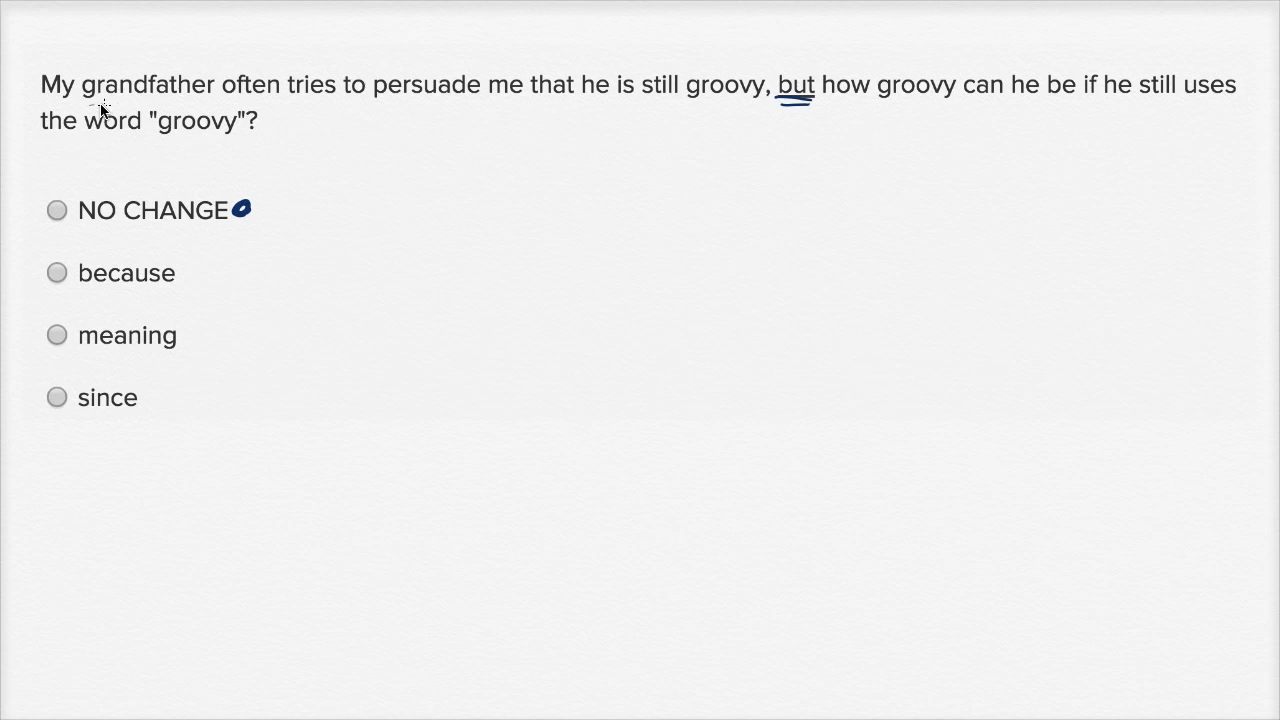 My grandfather often tries to persuade me that he is still groovy, but how groovy can he be if he still uses
the word "groovy"?
NO CHANGE
because
meaning
since